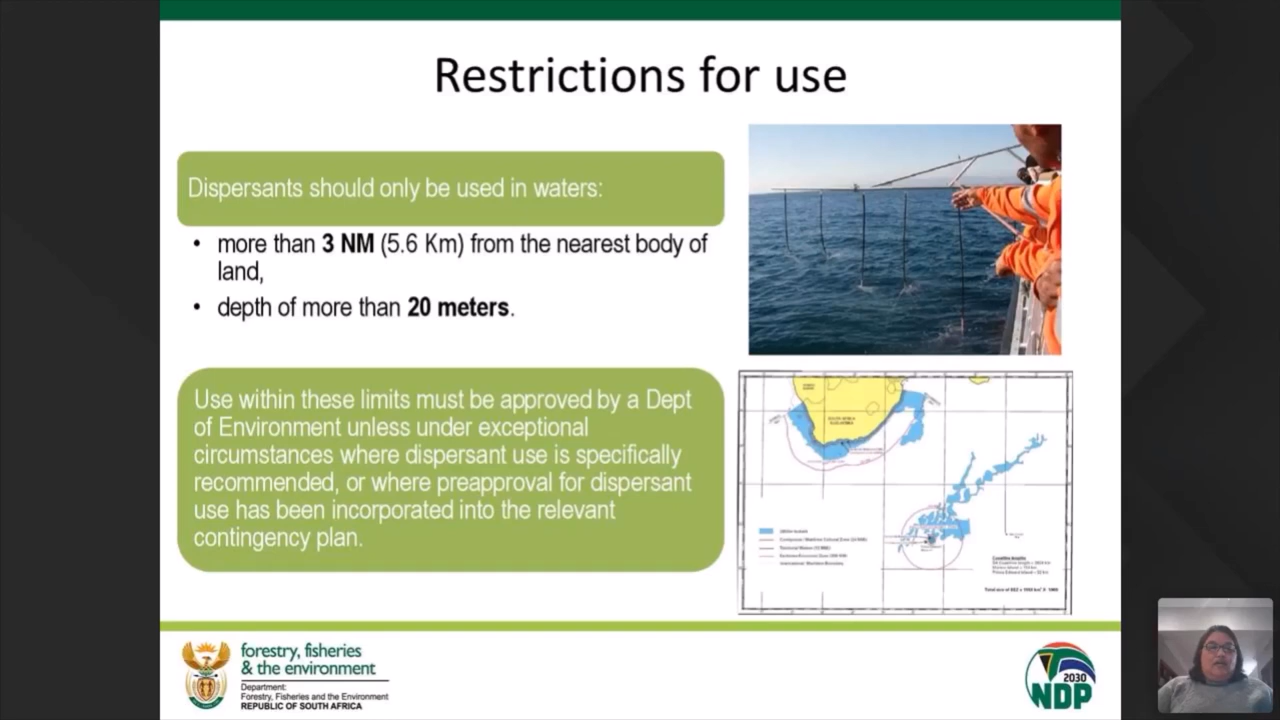 Restrictions for use
Dispersants should only be used in waters:
• more than 3 NM (5.6 Km) from the nearest body of
land,
• depth of more than 20 meters.
Use within these limits must be approved by a Dept
of Environment unless under exceptional
circumstances where dispersant use is specifically
recommended, or where preapproval for dispersant
use has been incorporated into the relevant
contingency plan.
SOUTH AFRICA
forestry, fisheries
& the environment
Department:
Forestry, Fisheries and the Environment
REPUBLIC OF SOUTH AFRICA
2030
NDP